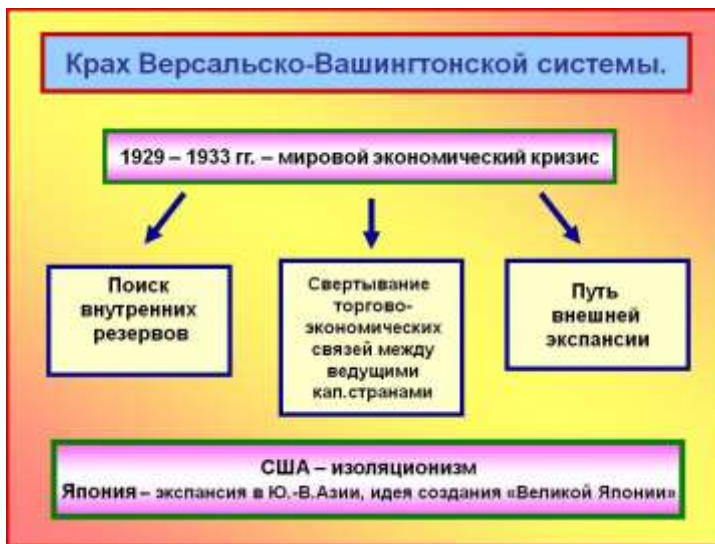 Крах Версальско-Вашингтонской системы.
1929 – 1933 гг. – мировой экономический кризис
Поиск
внутренних
резервов
Свертывание
торгово-
экономических
связей между
ведущими
кап.странами
Путь
внешней
экспансии
США – изоляционизм
Япония – экспансия в Ю.-В.Азии, идея создания «Великой Японии»